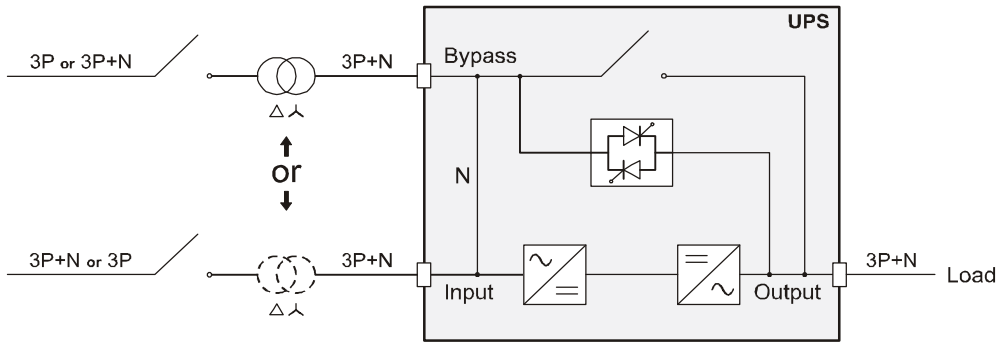 UPS
3P or 3P+N
3P+N
Bypass
or
N
3P+N or 3P
3P+N
Input
Output
3P+N
Load